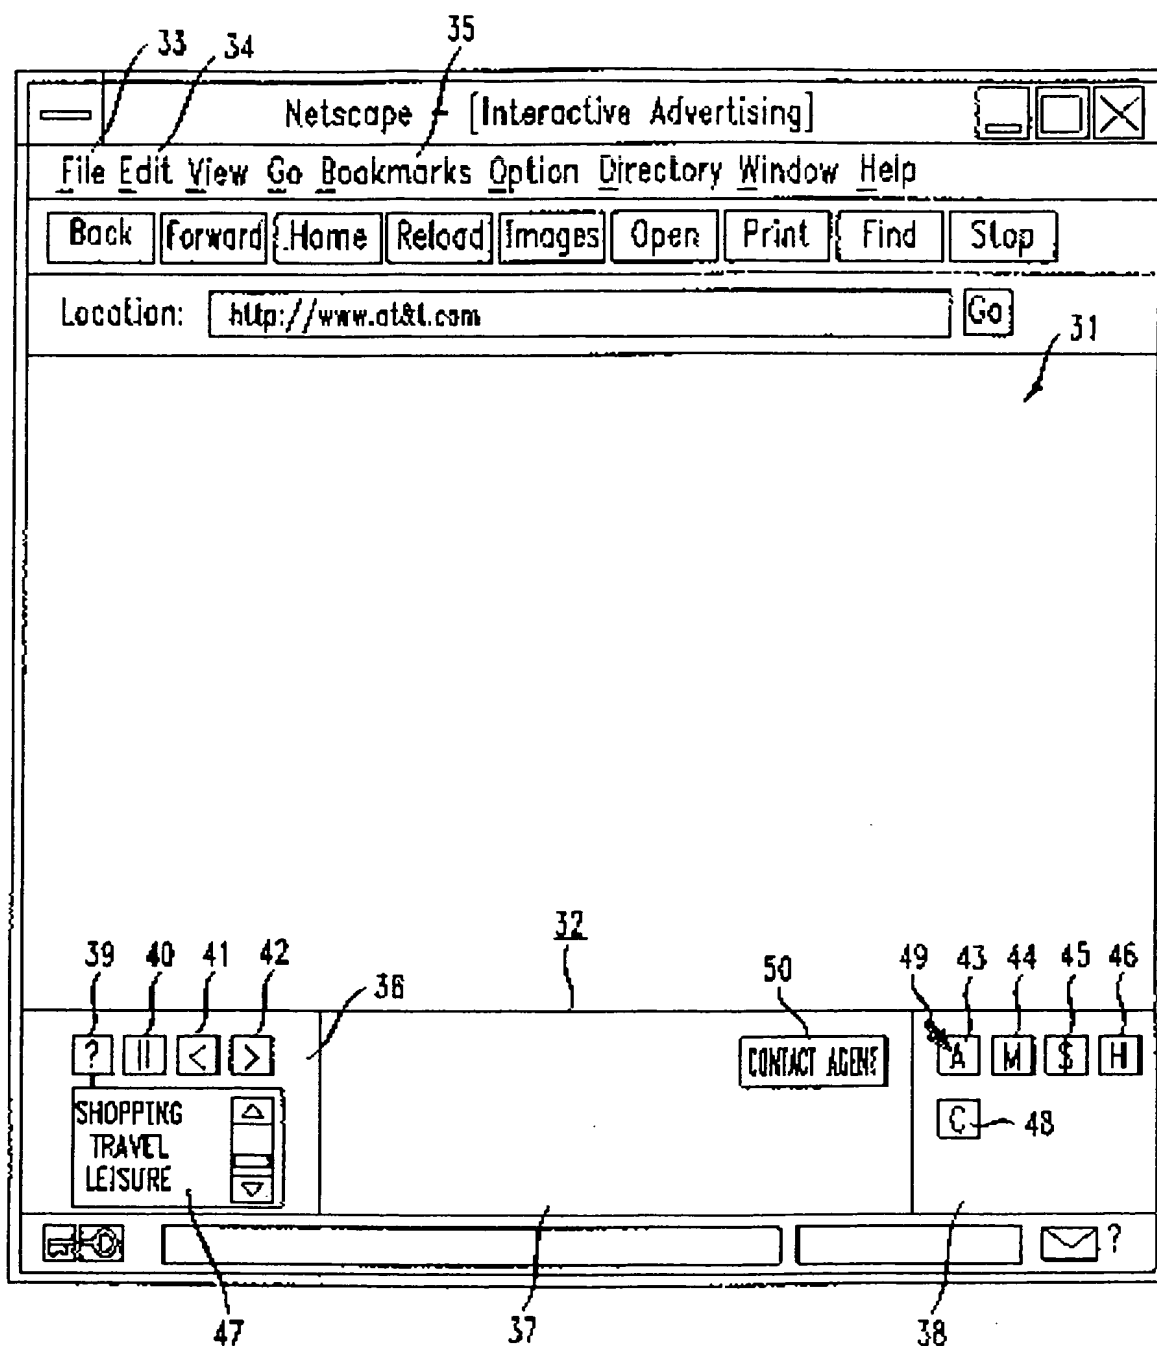 33 34 35
Netscape - [Interactive Advertising]
File Edit View Go Bookmarks Option Directory Window Help
Back Forward Home Reload Images Open Print Find Stop
Location: http://www.at&t.com Go
31
32
39 40 41 42 36 50 49 43 44 45 46
? || < > CONTACT AGENT A M $ H
SHOPPING
TRAVEL
LEISURE
C 48
?
47 37 38